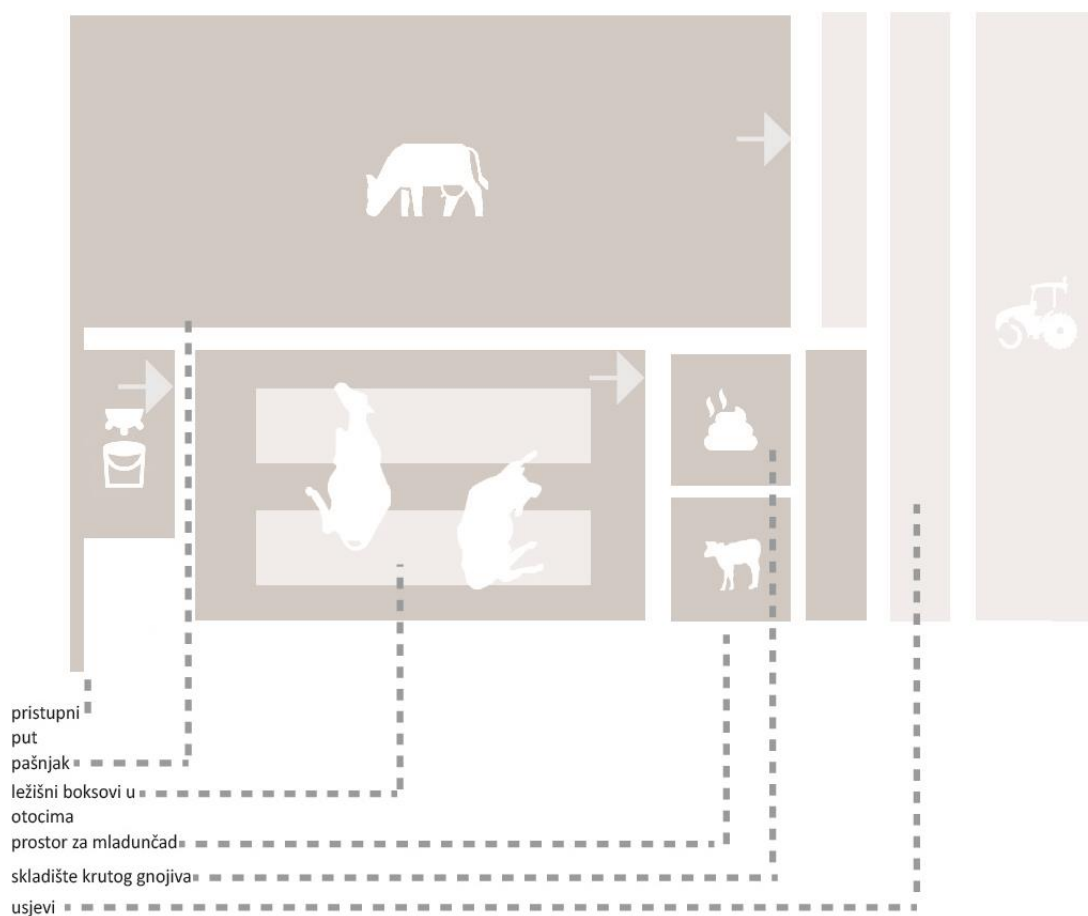 pristupni
put
pašnjak
ležišni boksovi u
otocima
prostor za mladunčad
skladište krutog gnojiva
usjevi